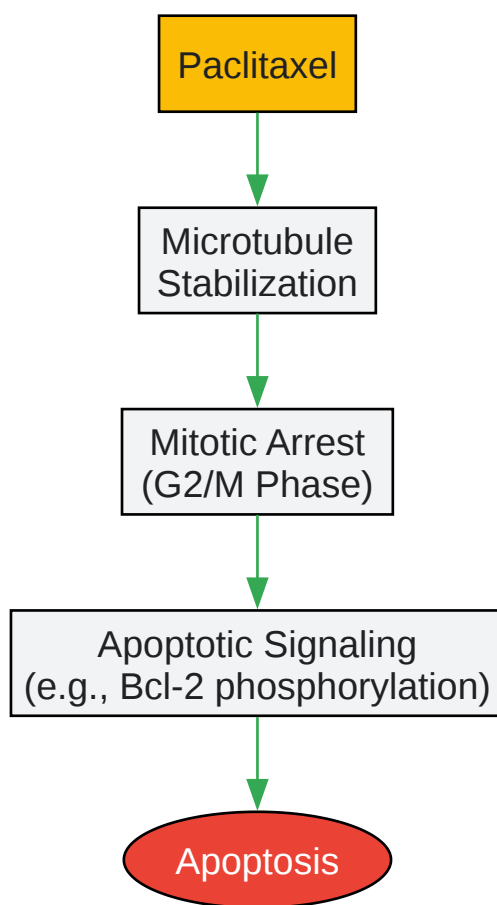 Paclitaxel
Microtubule
Stabilization
Mitotic Arrest
(G2/M Phase)
Apoptotic Signaling
(e.g., Bcl-2 phosphorylation)
Apoptosis